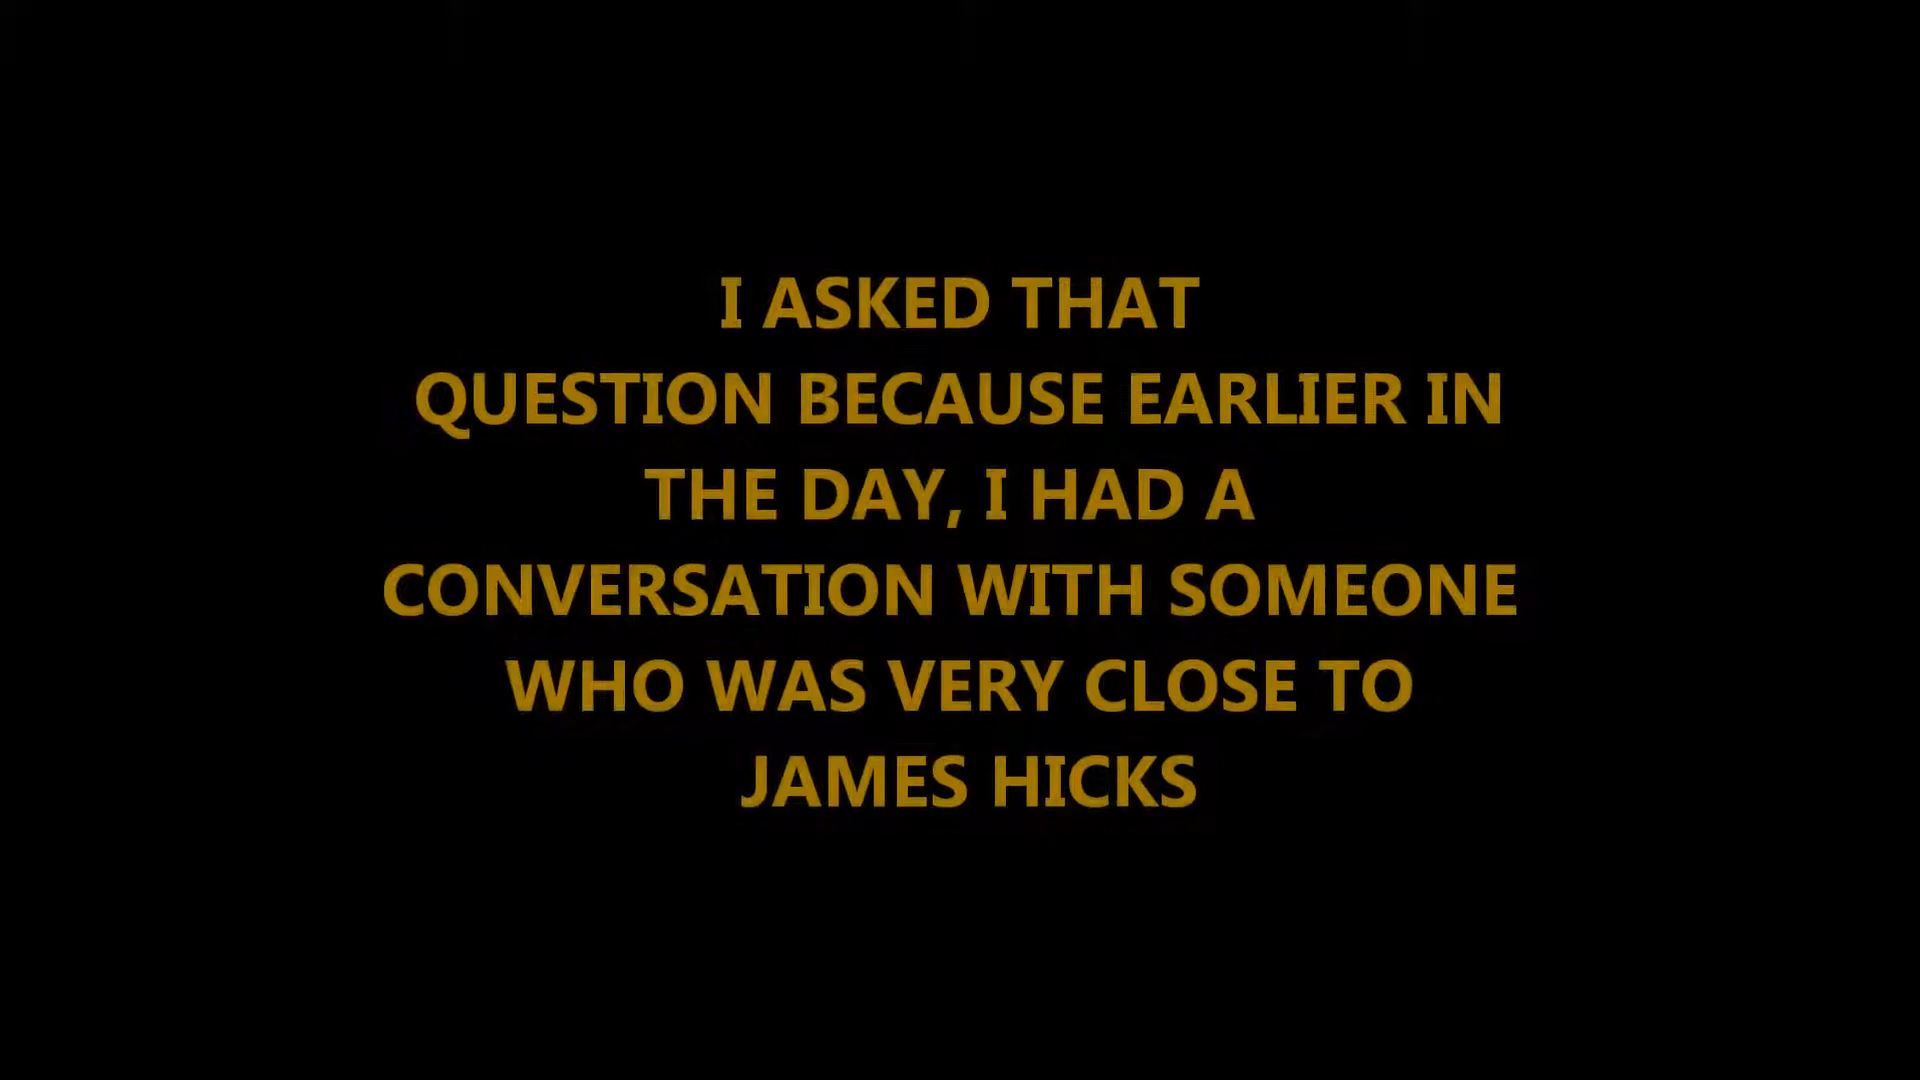 I ASKED THAT
QUESTION BECAUSE EARLIER IN
THE DAY, I HAD A
CONVERSATION WITH SOMEONE
WHO WAS VERY CLOSE TO
JAMES HICKS